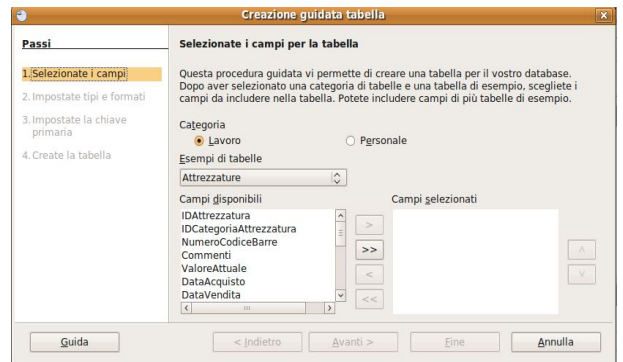 Creazione guidata tabella
Passi
1. Selezionate i campi
2. Impostate tipi e formati
3. Impostate la chiave
primaria
4. Create la tabella
Selezionate i campi per la tabella
Questa procedura guidata vi permette di creare una tabella per il vostro database.
Dopo aver selezionato una categoria di tabelle e una tabella di esempio, scegliete i
campi da includere nella tabella. Potete includere campi di più tabelle di esempio.
Categoria
Lavoro
Personale
Esempi di tabelle
Attrezzature
Campi disponibili
IDAttrezzatura
IDCategoriaAttrezzatura
NumeroCodiceBarre
Commenti
ValoreAttuale
DataAcquisto
DataVendita
>
>>
<
<<
Campi selezionati
Guida
< Indietro
Avanti >
Fine
Annulla